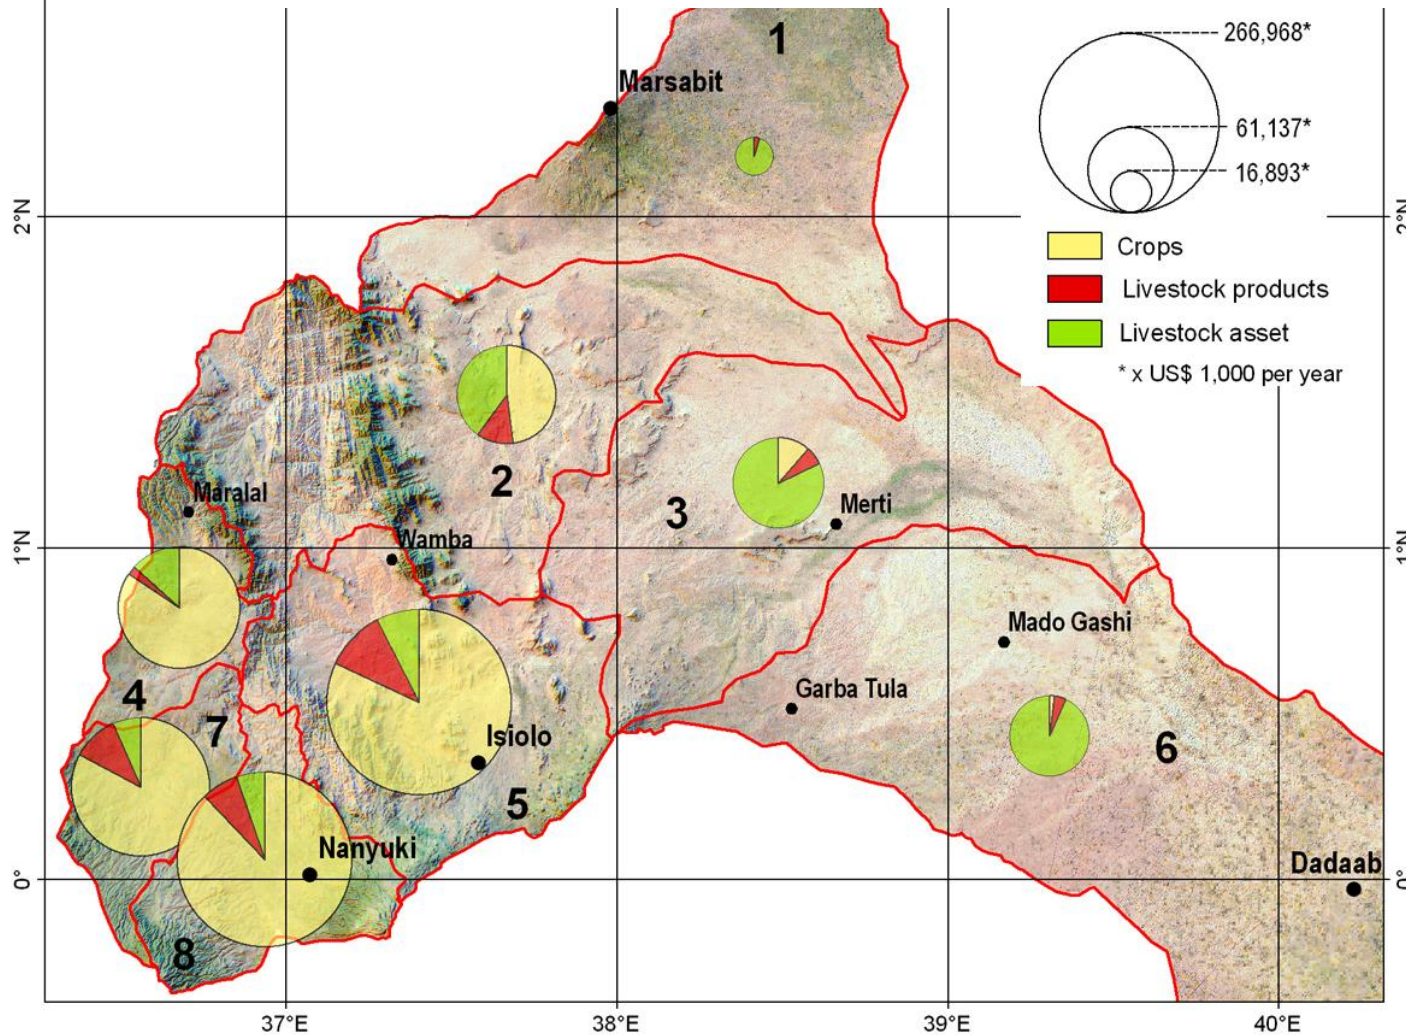 1
Marsabit
266,968*
61,137*
16,893*
Crops
Livestock products
Livestock asset
* x US$ 1,000 per year
2°N
2°N
2
3
Merti
Maralal
Wamba
1°N
1°N
Mado Gashi
Garba Tula
4
7
Isiolo
5
6
Nanyuki
Dadaab
0°
0°
8
37°E
38°E
39°E
40°E